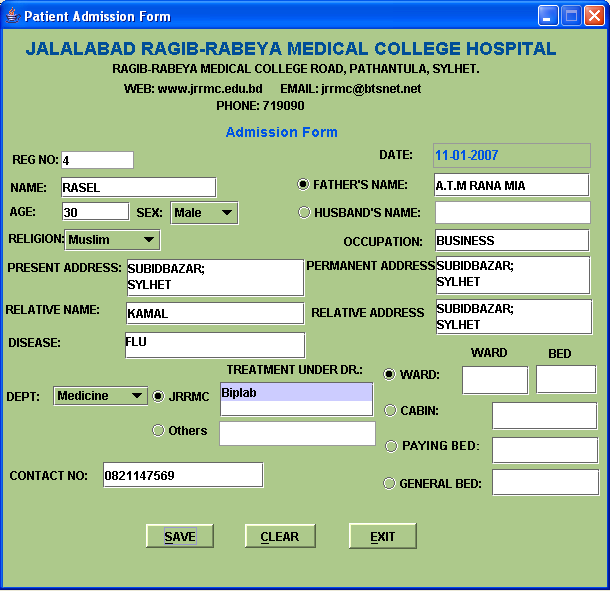 Patient Admission Form
JALALABAD RAGIB-RABEYA MEDICAL COLLEGE HOSPITAL
RAGIB-RABEYA MEDICAL COLLEGE ROAD, PATHANTULA, SYLHET.
WEB: www.jrrmc.edu.bd EMAIL: jrrmc@btsnet.net
PHONE: 719090
Admission Form
REG NO: 4
DATE: 11-01-2007
NAME: RASEL
FATHER'S NAME: A.T.M RANA MIA
AGE: 30 SEX: Male
HUSBAND'S NAME:
RELIGION: Muslim
OCCUPATION: BUSINESS
PRESENT ADDRESS: SUBIDBAZAR;
SYLHET
PERMANENT ADDRESS SUBIDBAZAR;
SYLHET
RELATIVE NAME: KAMAL
RELATIVE ADDRESS SUBIDBAZAR;
SYLHET
DISEASE: FLU
WARD BED
TREATMENT UNDER DR.:
WARD:
DEPT: Medicine JRRMC Biplab
CABIN:
Others
PAYING BED:
CONTACT NO: 0821147569
GENERAL BED:
SAVE CLEAR EXIT